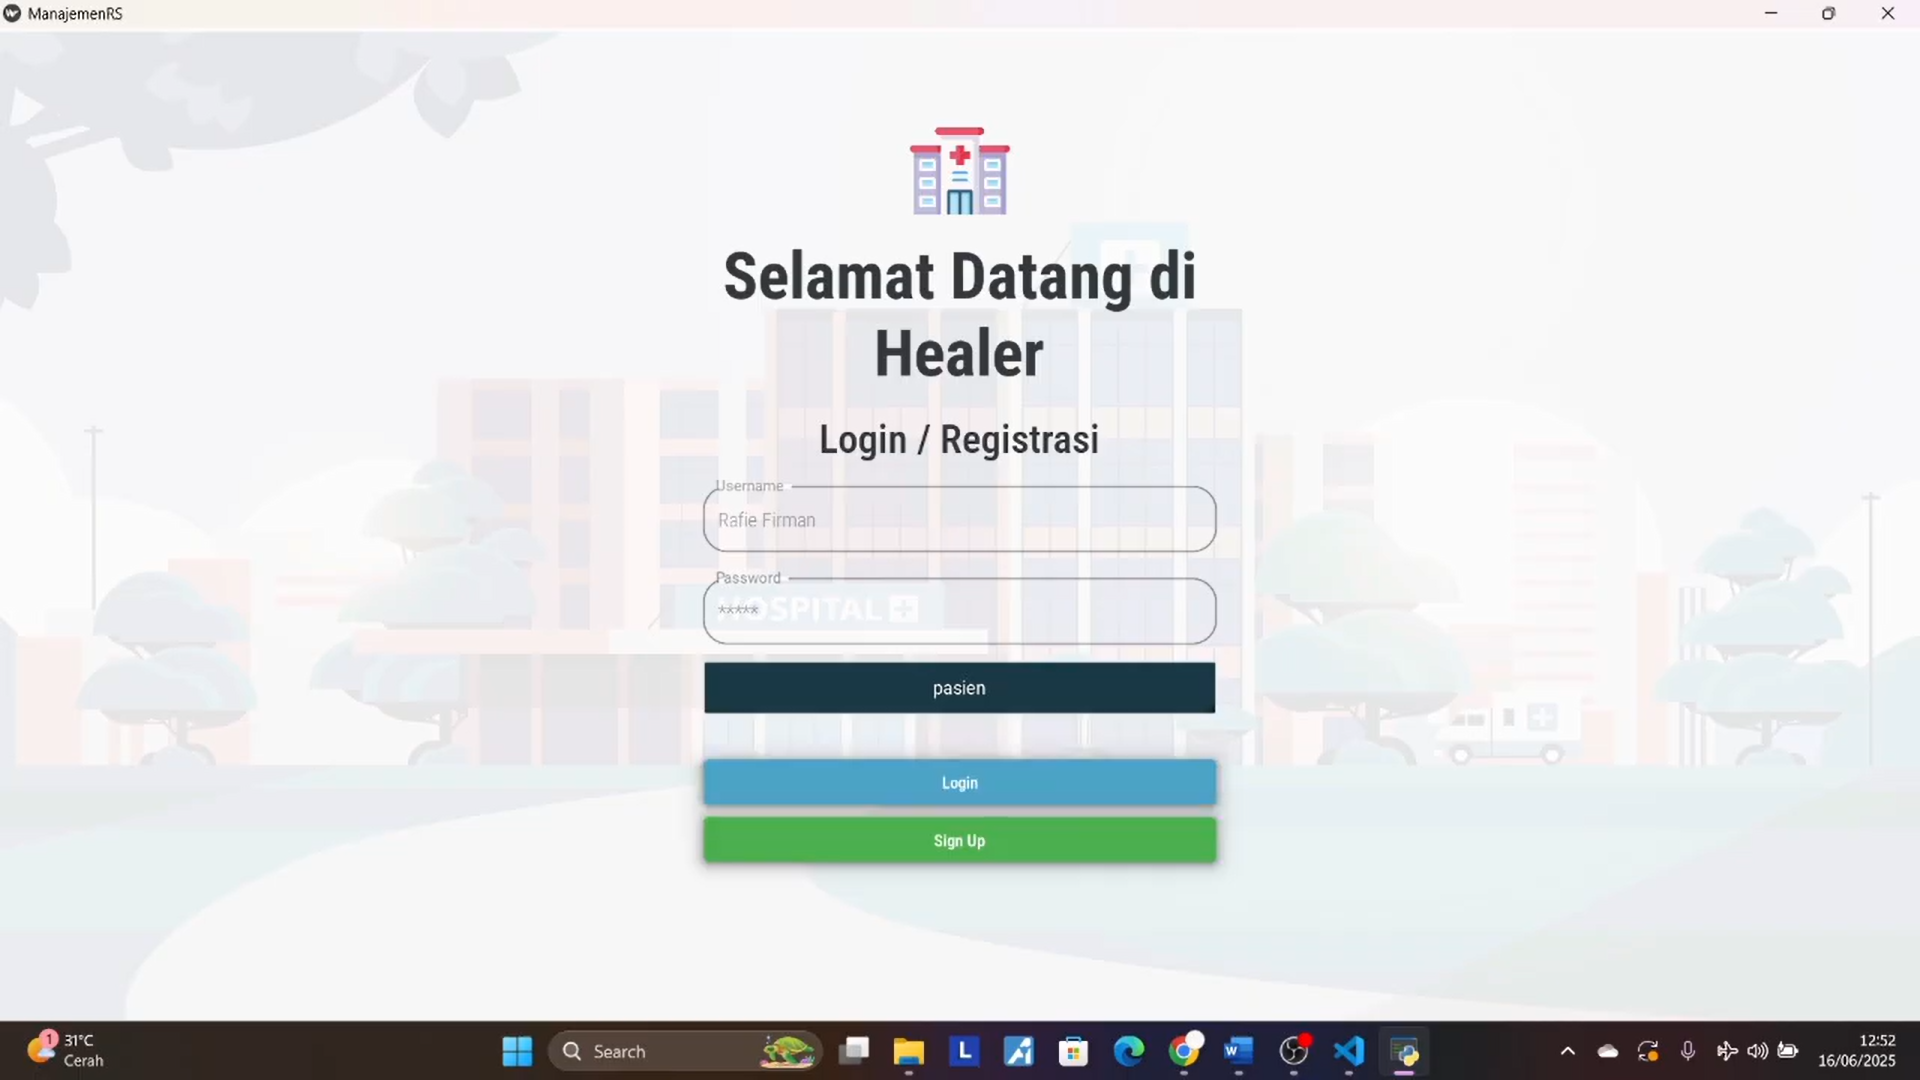 ManajemenRS
Selamat Datang di
Healer
Login / Registrasi
Username
Rafie Firman
Password
*****
HOSPITAL
pasien
Login
Sign Up
1
31°C
Cerah
Search
L
W
12:52
16/06/2025